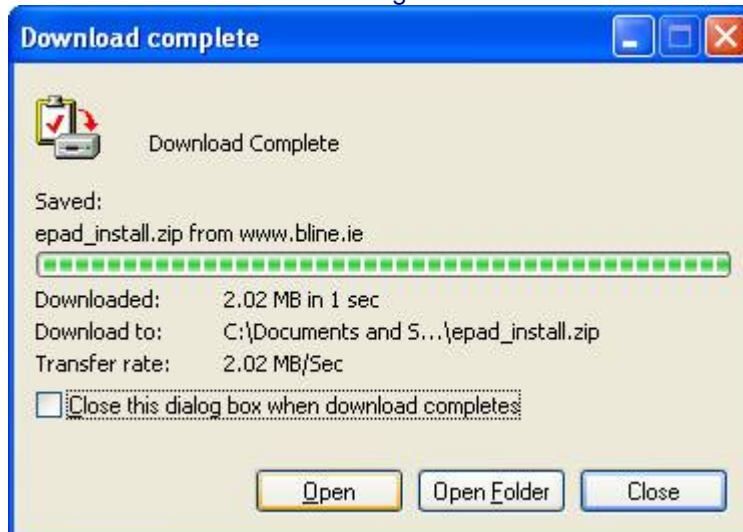 Download complete
Download Complete
Saved:
epad_install.zip from www.bline.ie
Downloaded: 2.02 MB in 1 sec
Download to: C:\Documents and S...\epad_install.zip
Transfer rate: 2.02 MB/Sec
Close this dialog box when download completes
Open Open Folder Close